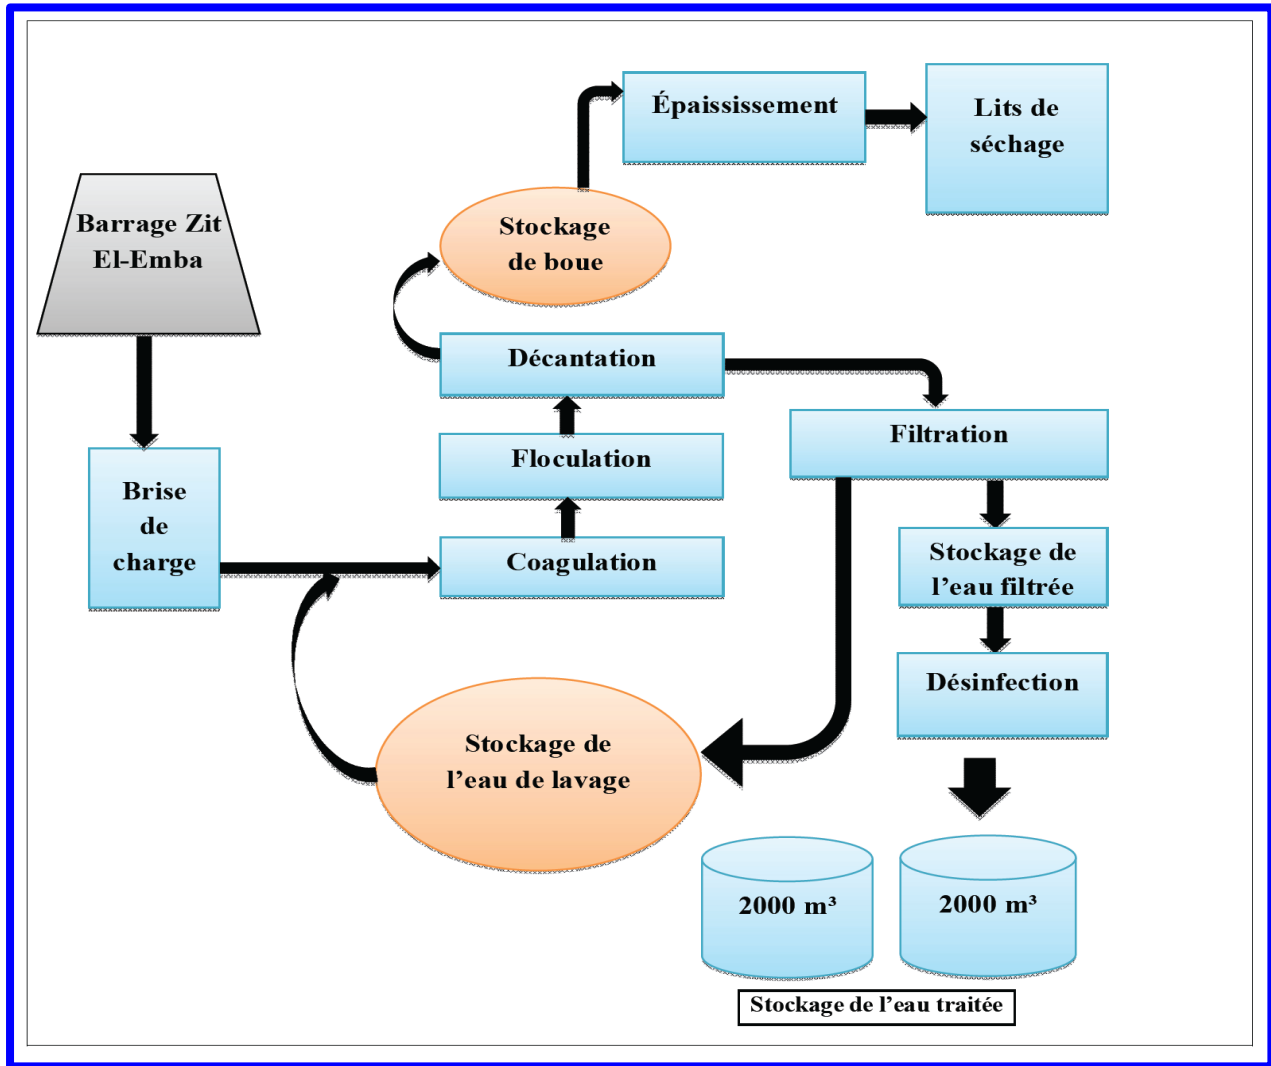 Épaississement
Lits de
séchage
Barrage Zit
El-Emba
Stockage
de boue
Décantation
Filtration
Floculation
Brise
de
charge
Coagulation
Stockage de
l'eau filtrée
Désinfection
Stockage de
l'eau de lavage
2000 m³
2000 m³
Stockage de l'eau traitée